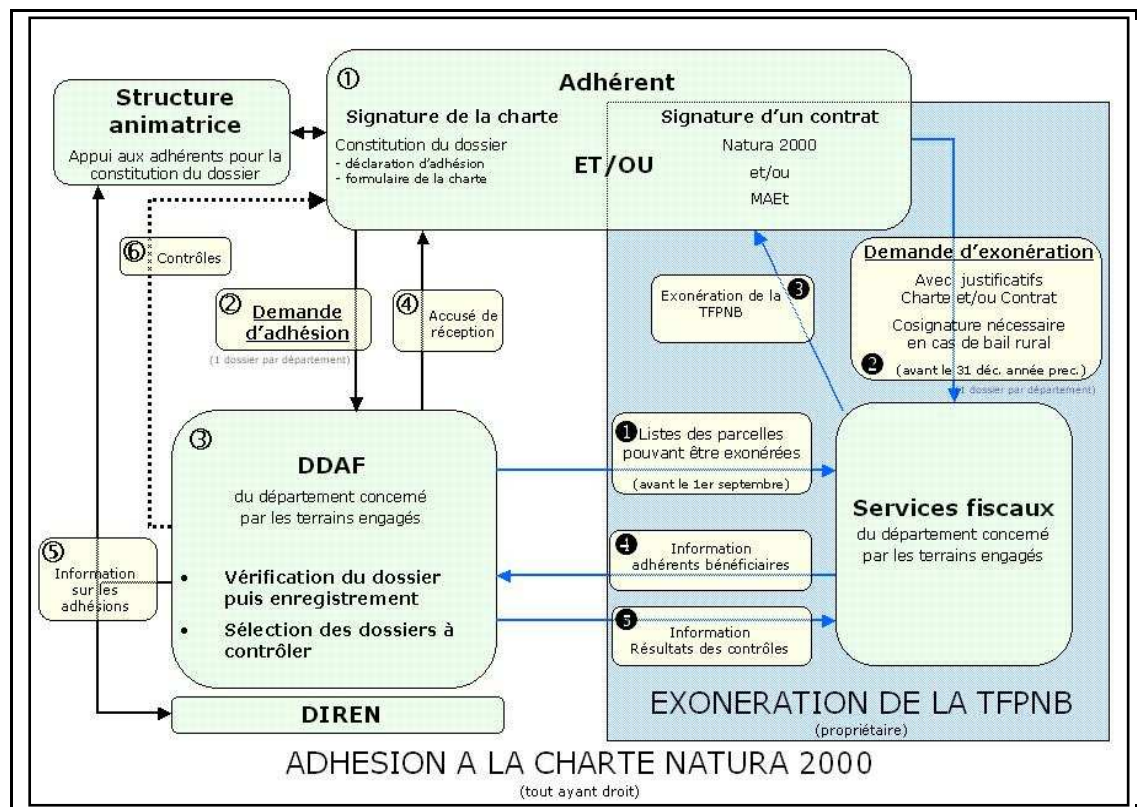 ①
Adhérent
Structure
animatrice
Appui aux adhérents pour la
constitution du dossier
Signature de la charte
Constitution du dossier
- déclaration d'adhésion
- formulaire de la charte
ET/OU
Signature d'un contrat
Natura 2000
et/ou
MAEt
⑥ Contrôles
② Demande
d'adhésion
(1 dossier par département)
④ Accusé de
réception
Exonération de la ❸
TFPNB
Demande d'exonération
Avec justificatifs
Charte et/ou Contrat
Cosignature nécessaire
en cas de bail rural
❷ (avant le 31 déc. année prec.)
(1 dossier par département)
③
DDAF
du département concerné
par les terrains engagés
• Vérification du dossier
puis enregistrement
• Sélection des dossiers à
contrôler
⑤
Information
sur les
adhésions
❶ Listes des parcelles
pouvant être exonérées
(avant le 1er septembre)
❹ Information
adhérents bénéficiaires
❺ Information
Résultats des contrôles
Services fiscaux
du département concerné
par les terrains engagés
DIREN
EXONERATION DE LA TFPNB
(propriétaire)
ADHESION A LA CHARTE NATURA 2000
(tout ayant droit)